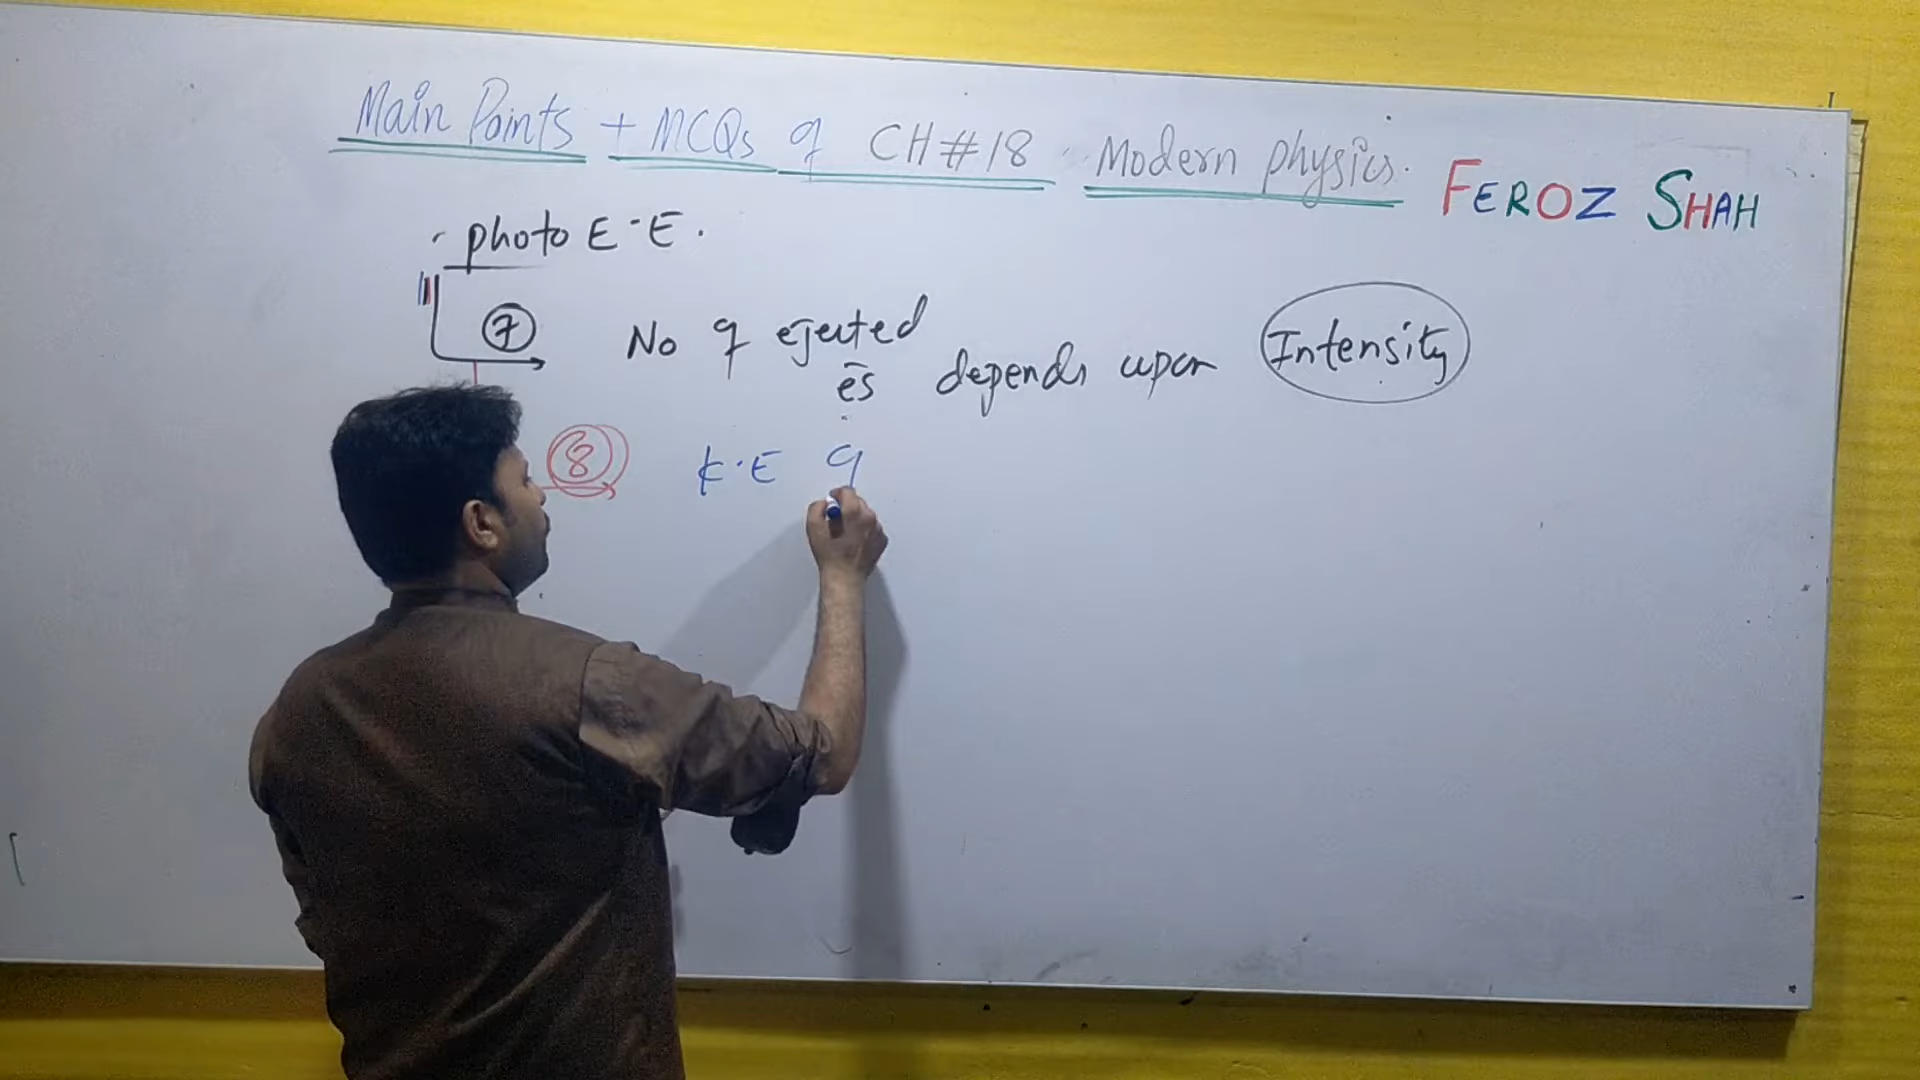 Main Points + MCQs of CH#18 Modern physics.
FEROZ SHAH
photo E·E.
7 No of ejected ēs depends upon Intensity
8 K·E of